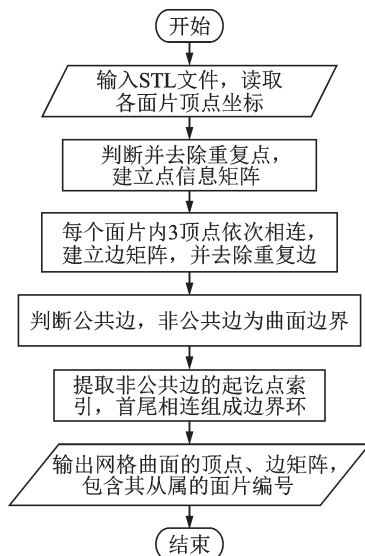 开始
输入STL文件，读取
各面片顶点坐标
判断并去除重复点，
建立点信息矩阵
每个面片内3顶点依次相连，
建立边矩阵，并去除重复边
判断公共边，非公共边为曲面边界
提取非公共边的起讫点索
引，首尾相连组成边界环
输出网格曲面的顶点、边矩阵，
包含其从属的面片编号
结束